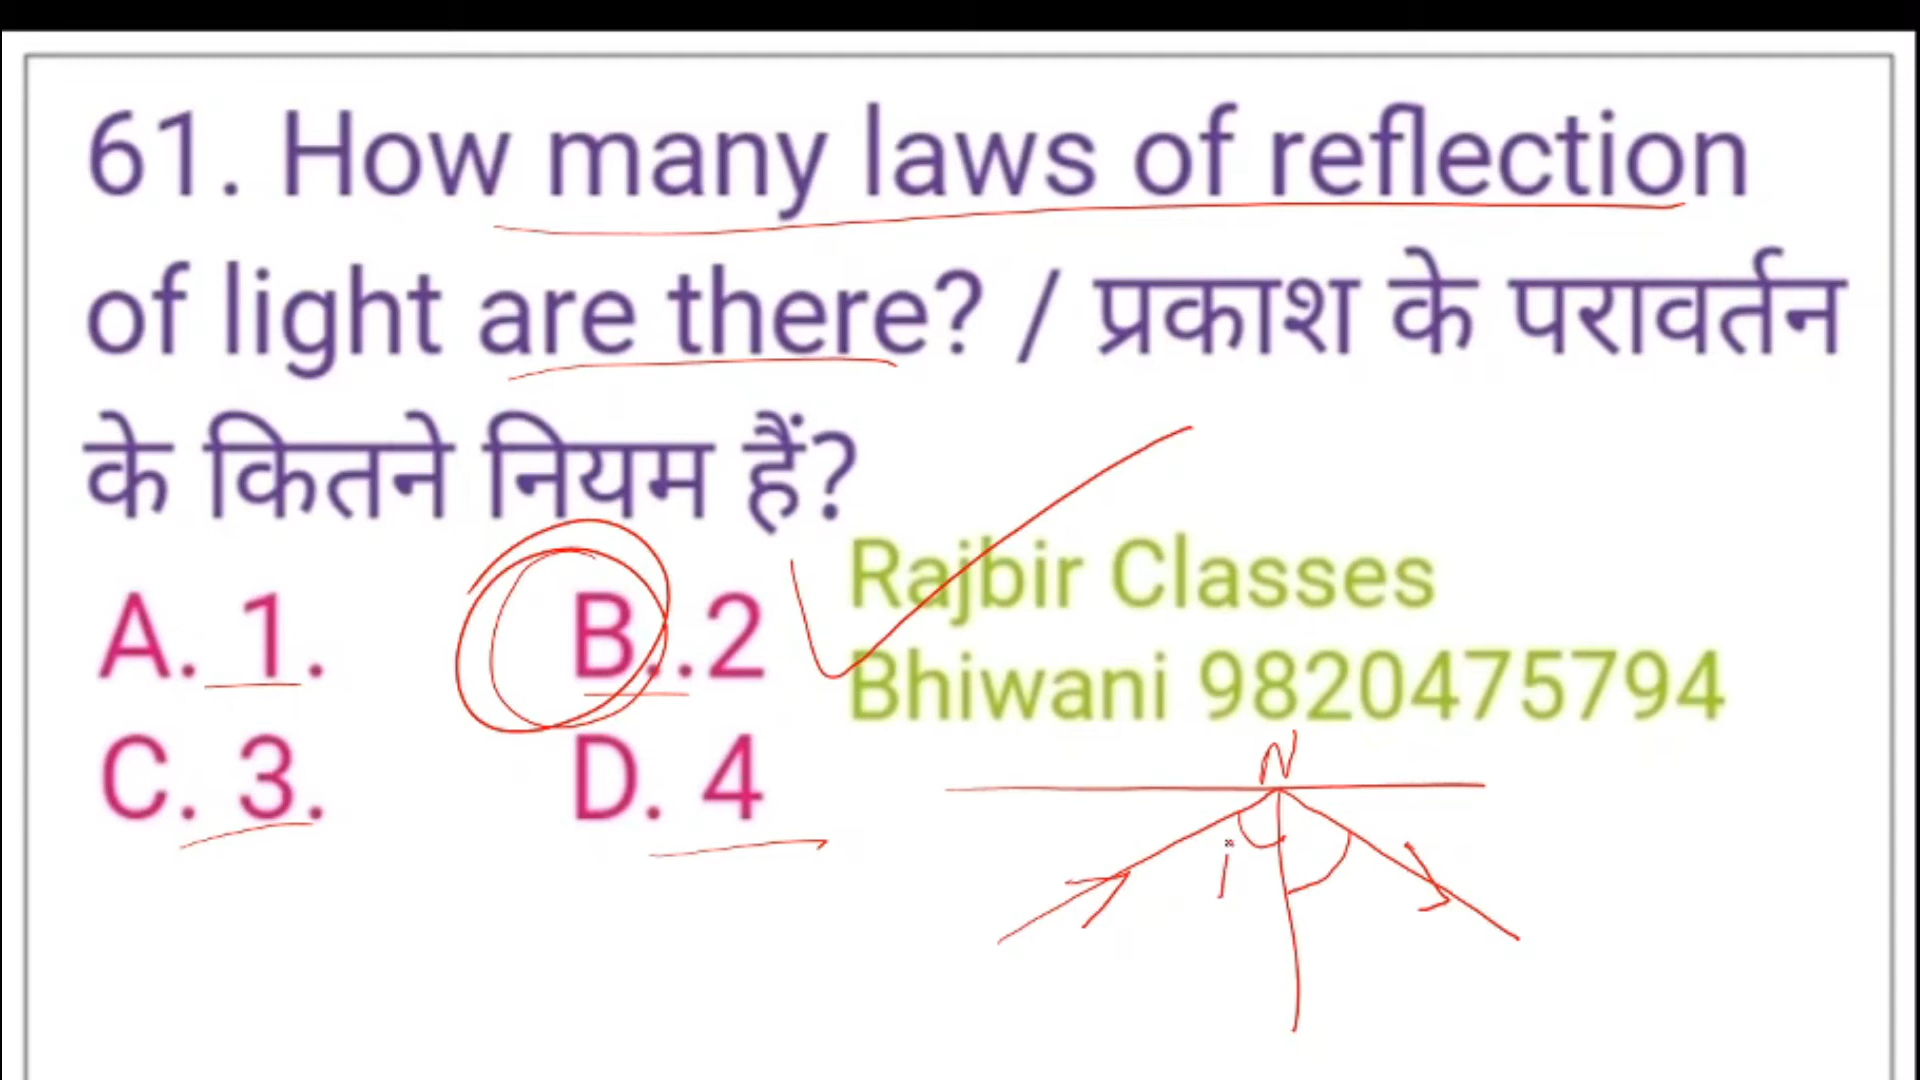 61. How many laws of reflection
of light are there? / प्रकाश के परावर्तन
के कितने नियम हैं?
A. 1. B..2
Rajbir Classes
Bhiwani 9820475794
C. 3. D. 4
N
i